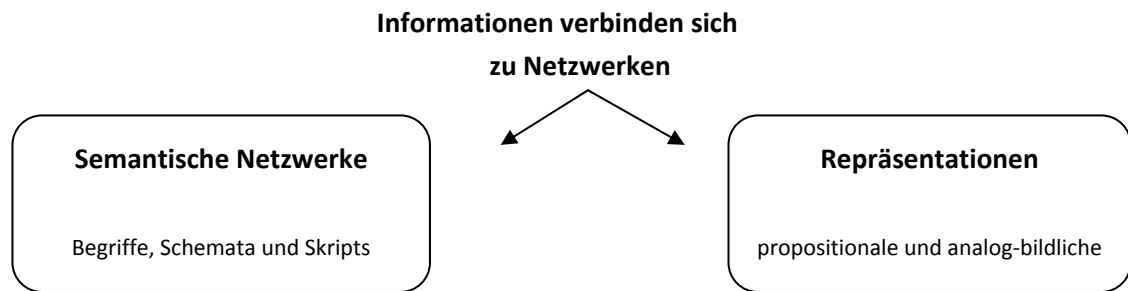 Informationen verbinden sich
zu Netzwerken
Semantische Netzwerke
Begriffe, Schemata und Skripts
Repräsentationen
propositionale und analog-bildliche